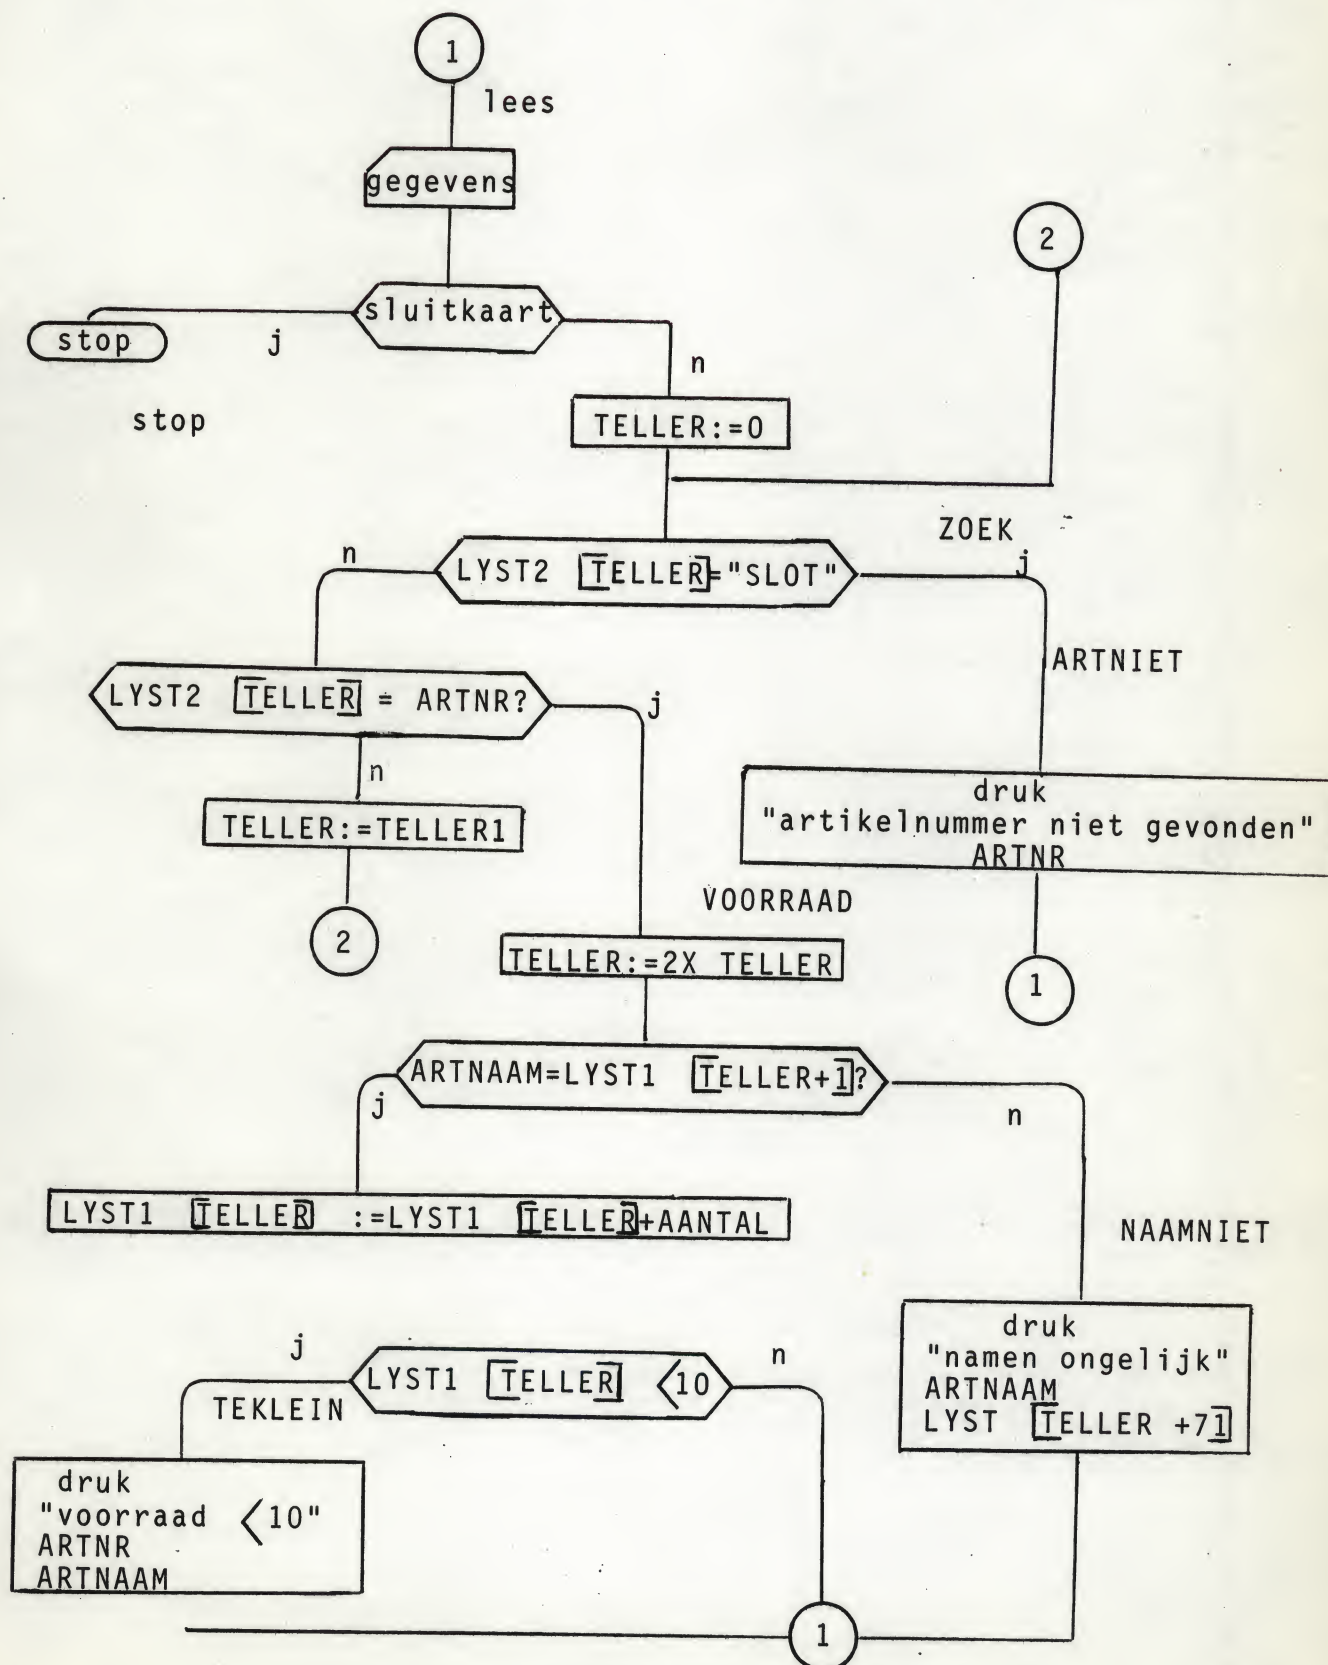 1
lees
gegevens
2
sluitkaart
stop
j
n
stop
TELLER:=0
ZOEK
n
LYST2 [TELLER]="SLOT"
j
ARTNIET
LYST2 [TELLER] = ARTNR?
j
n
druk
"artikelnummer niet gevonden"
ARTNR
TELLER:=TELLER1
VOORRAAD
2
TELLER:=2X TELLER
1
ARTNAAM=LYST1 [TELLER+1]?
j
n
LYST1 [TELLER] :=LYST1 [TELLER]+AANTAL
NAAMNIET
druk
"namen ongelijk"
ARTNAAM
LYST [TELLER +71]
j
LYST1 [TELLER] <10
n
TEKLEIN
druk
"voorraad <10"
ARTNR
ARTNAAM
1